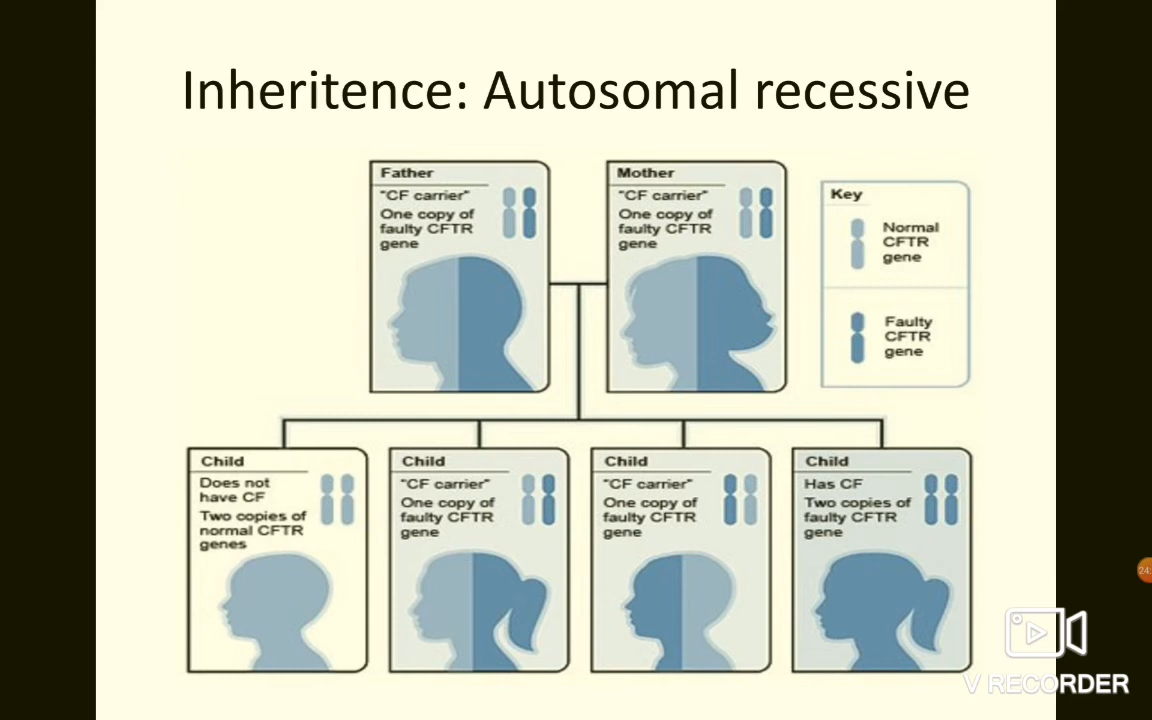 Inheritence: Autosomal recessive
Father
"CF carrier"
One copy of
faulty CFTR
gene
Mother
"CF carrier"
One copy of
faulty CFTR
gene
Key
Normal
CFTR
gene
Faulty
CFTR
gene
Child
Does not
have CF
Two copies of
normal CFTR
genes
Child
"CF carrier"
One copy of
faulty CFTR
gene
Child
"CF carrier"
One copy of
faulty CFTR
gene
Child
Has CF
Two copies of
faulty CFTR
gene
24:
V RECORDER